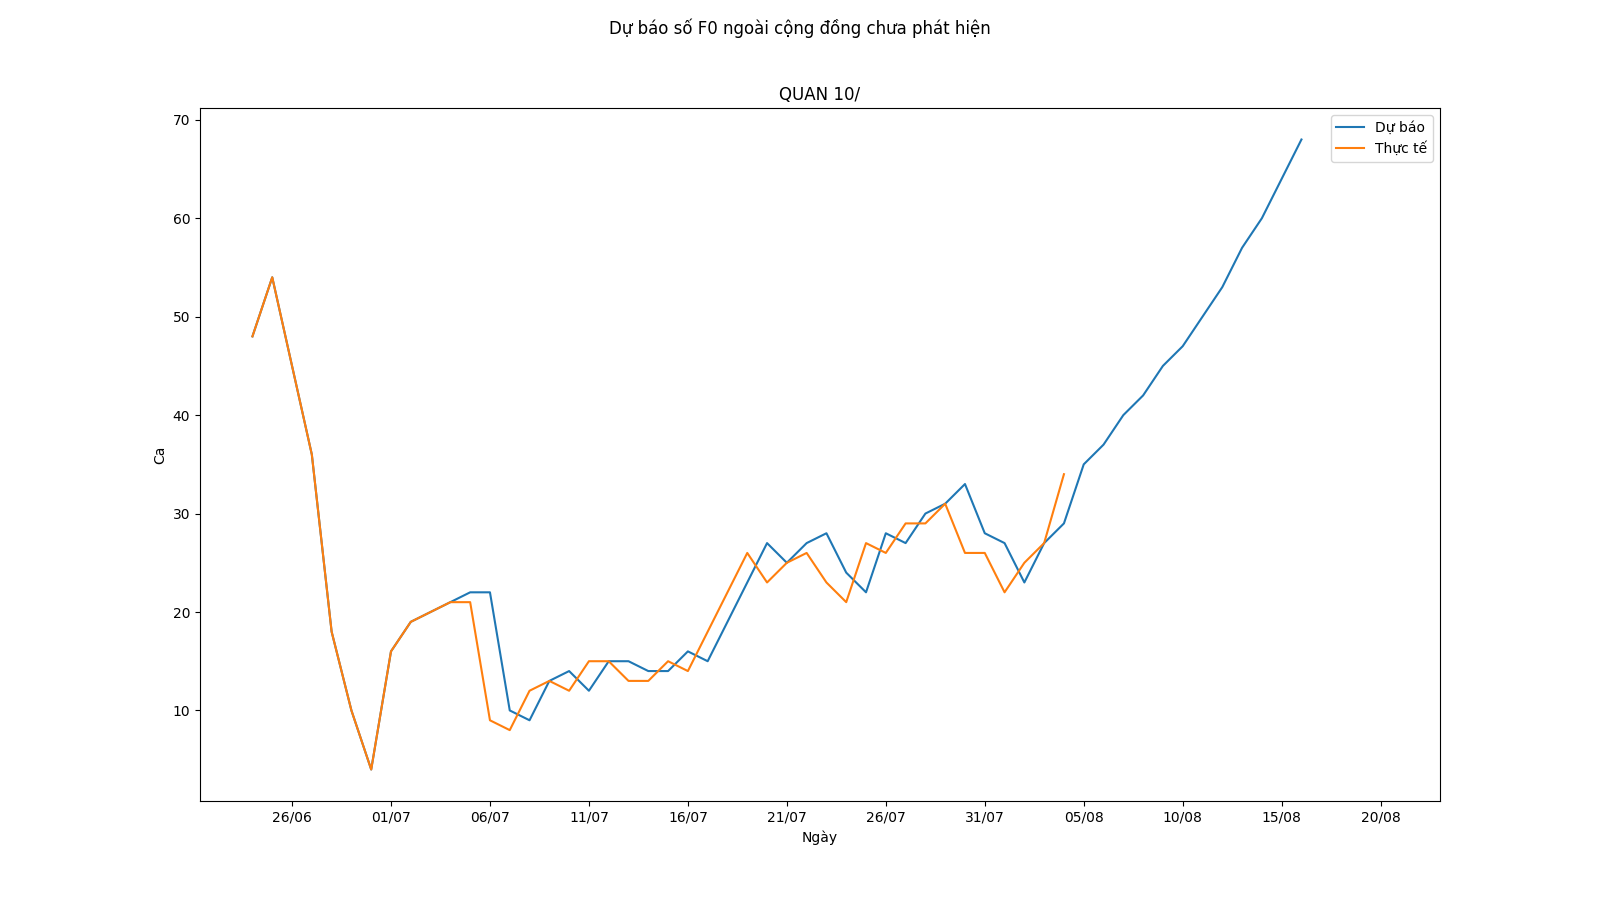 Dự báo số F0 ngoài cộng đồng chưa phát hiện
QUAN 10/
70
60
50
40
30
20
10
Ca
Dự báo
Thực tế
26/06 01/07 06/07 11/07 16/07 21/07 26/07 31/07 05/08 10/08 15/08 20/08
Ngày